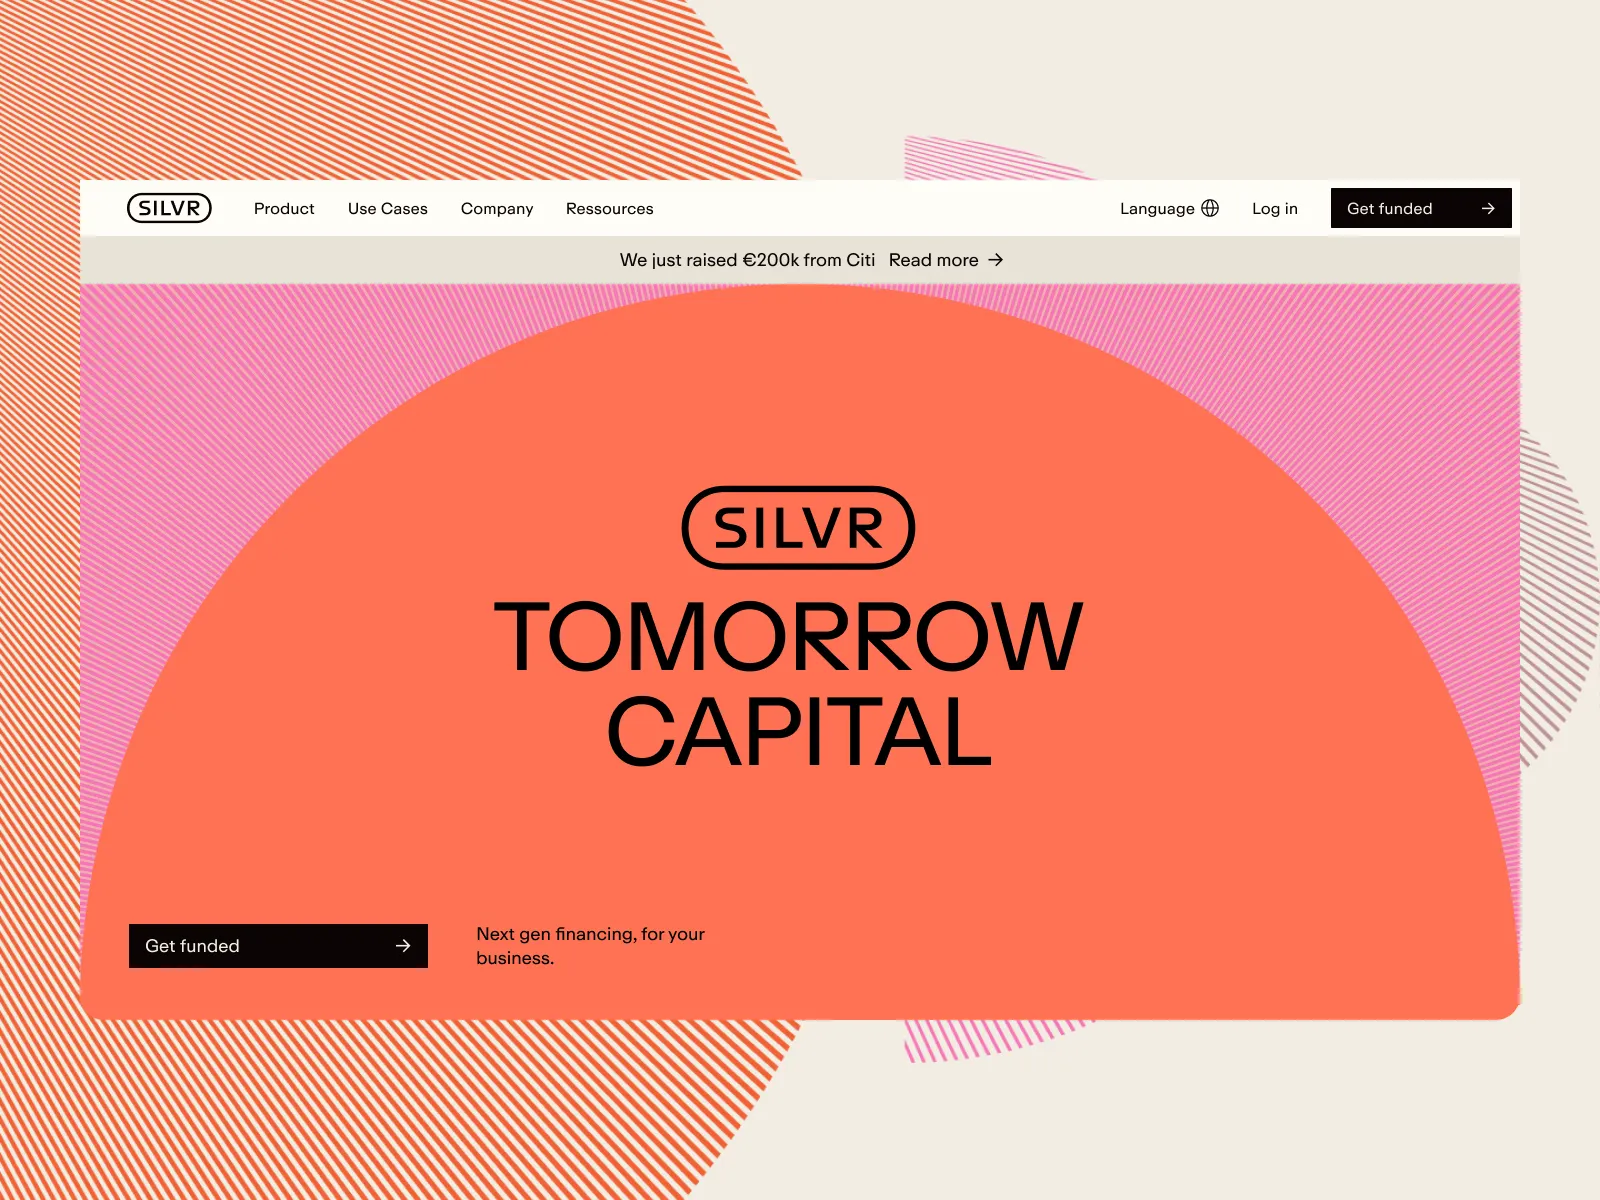 SILVR Product Use Cases Company Ressources Language Log in Get funded →
We just raised €200k from Citi Read more →
SILVR
TOMORROW
CAPITAL
Get funded →
Next gen financing, for your
business.